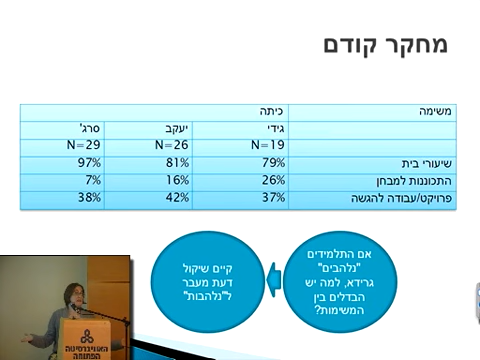 מחקר קודם
משימה כיתה
גידי יעקב סרג'
N=19 N=26 N=29
שיעורי בית 79% 81% 97%
התכוננות למבחן 26% 16% 7%
פרויקט/עבודה להגשה 37% 42% 38%
אם התלמידים
"נלהבים"
גרידא, למה יש
הבדלים בין
המשימות?
קיים שיקול
דעת מעבר
ל"נלהבות"
האוניברסיטה
הפתוחה